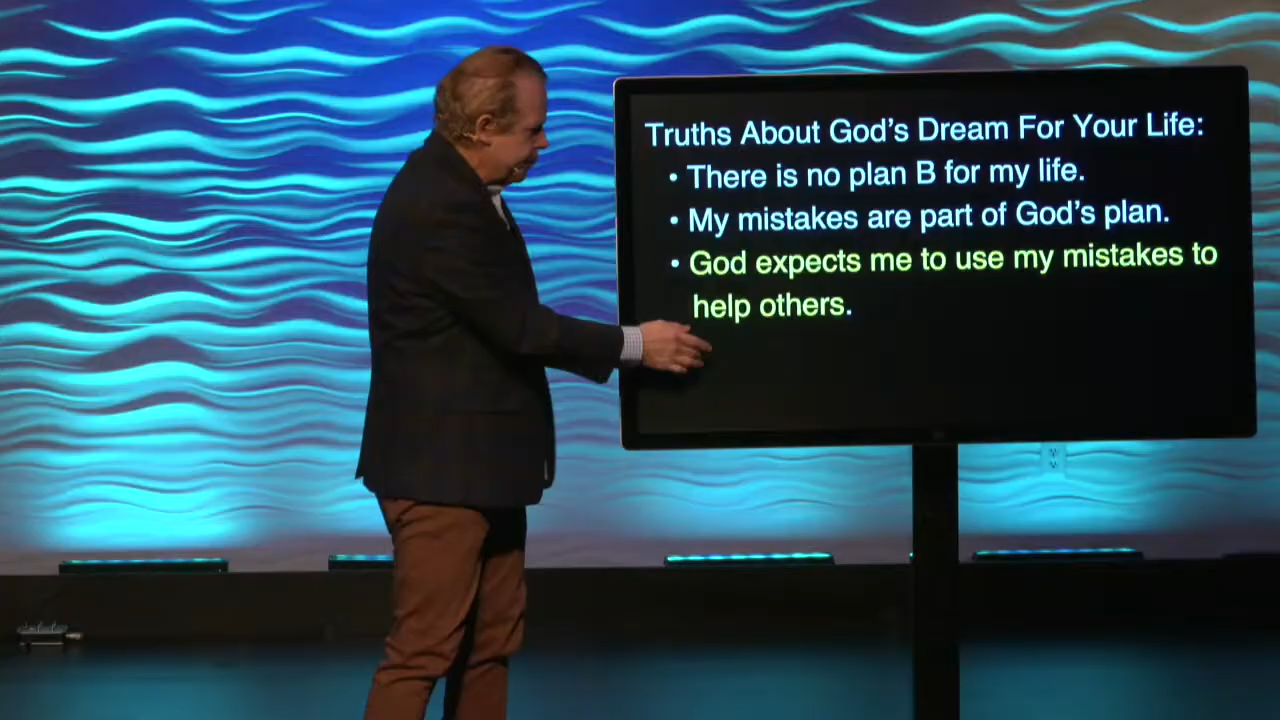 Truths About God's Dream For Your Life:
• There is no plan B for my life.
• My mistakes are part of God's plan.
• God expects me to use my mistakes to
help others.